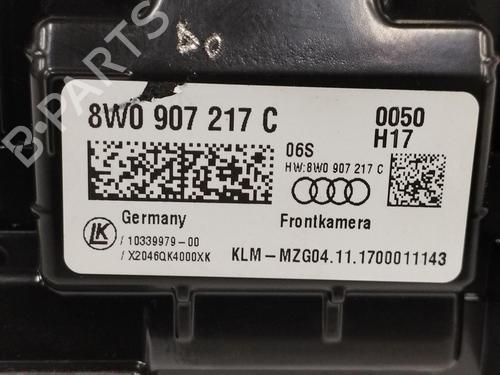 B-PARTS
8W0 907 217 C
0050
H17
06S
HW:8W0 907 217 C
Germany
Frontkamera
LK
/ 10339979-00
/ X2046QK4000XK
KLM-MZG04.11.1700011143